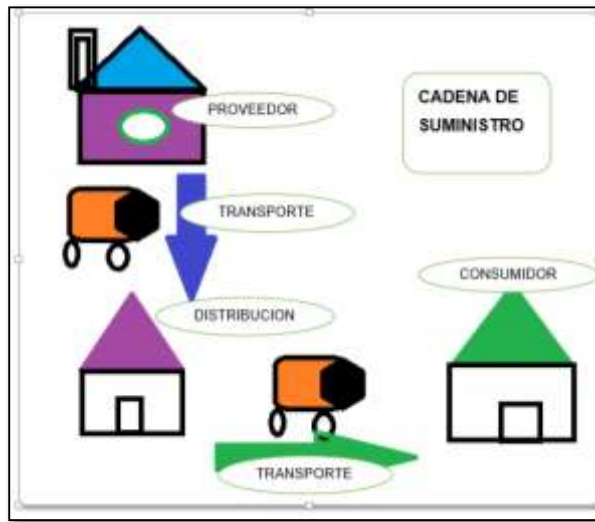 PROVEEDOR
CADENA DE
SUMINISTRO
TRANSPORTE
CONSUMIDOR
DISTRIBUCION
TRANSPORTE